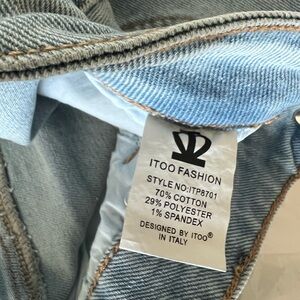 ITOO FASHION
STYLE NO:ITP8701
70% COTTON
29% POLYESTER
1% SPANDEX
DESIGNED BY ITOO®
IN ITALY